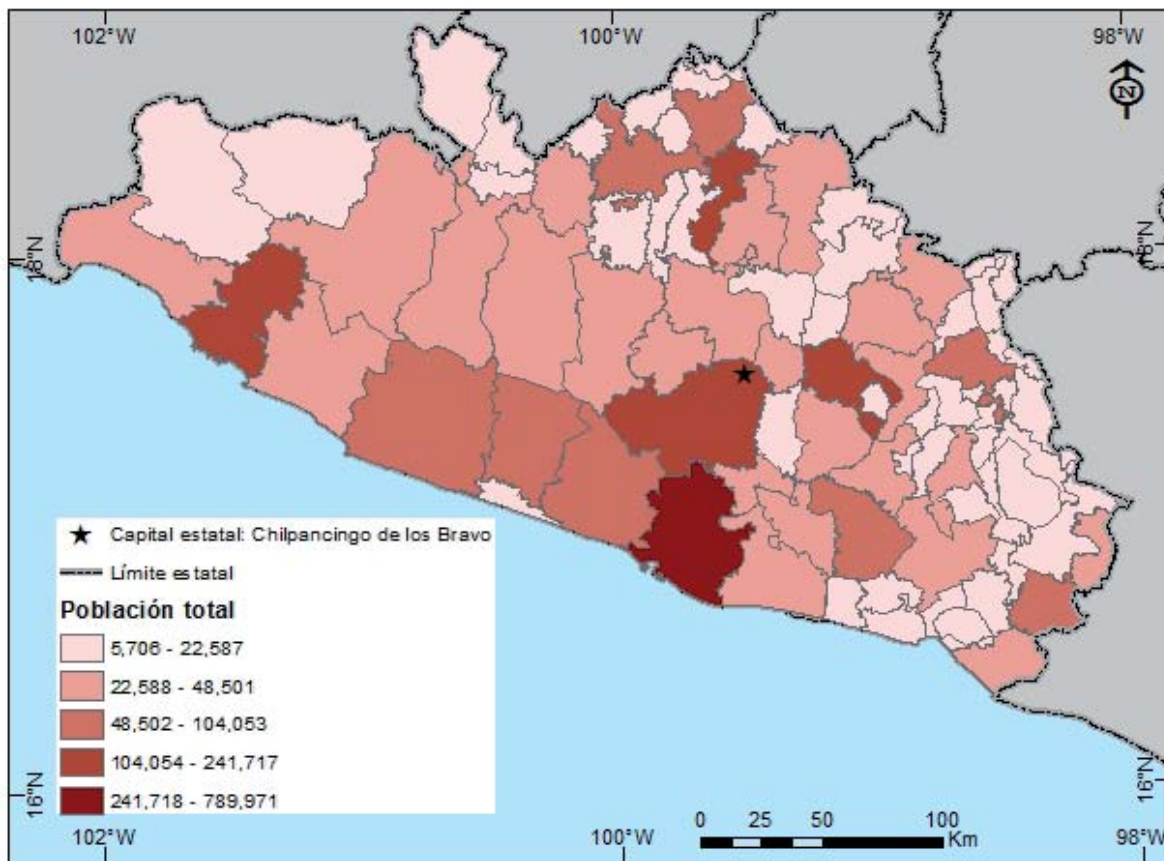 102°W 100°W 98°W
N
18°N 18°N
★ Capital estatal: Chilpancingo de los Bravo
Límite estatal
Población total
5,706 - 22,587
22,588 - 48,501
48,502 - 104,053
104,054 - 241,717
241,718 - 789,971
16°N 16°N
0 25 50 100
Km
102°W 100°W 98°W